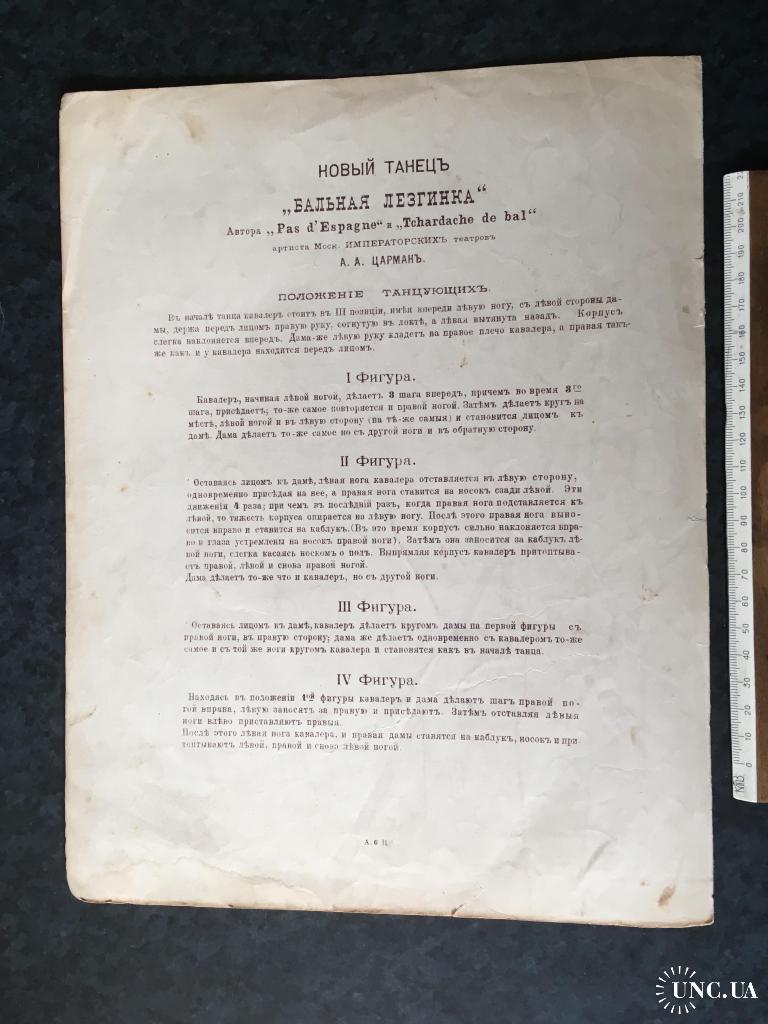 НОВЫЙ ТАНЕЦЪ
„БАЛЬНАЯ ЛЕЗГИНКА“
Автора „Pas d'Espagne“ и „Tchardache de bal“
артиста Моск. ИМПЕРАТОРСКИХЪ театровъ
А. А. ЦАРМАНЪ.
ПОЛОЖЕНІЕ ТАНЦУЮЩИХЪ.
Въ началѣ танца кавалеръ стоитъ въ III позиціи, имѣя впереди лѣвую ногу, съ лѣвой стороны да-
мы, держа передъ лицомъ правую руку, согнутую въ локтѣ, а лѣвая вытянута назадъ. Корпусъ
слегка наклоняется впередъ. Дама-же лѣвую руку кладетъ на правое плечо кавалера, а правая такъ-
же какъ и у кавалера находится передъ лицомъ.
I Фигура.
Кавалеръ, начиная лѣвой ногой, дѣлаетъ 3 шага впередъ, причемъ во время 3го
шага, присѣдаетъ; то-же самое повторяется и правой ногой. Затѣмъ дѣлаетъ кругъ на
мѣстѣ, лѣвой ногой и въ лѣвую сторону (па тѣ-же самыя) и становится лицомъ къ
дамѣ. Дама дѣлаетъ то-же самое но съ другой ноги и въ обратную сторону.
II Фигура.
Оставаясь лицомъ къ дамѣ, лѣвая нога кавалера отставляется въ лѣвую сторону,
одновременно присѣдая на нее, а правая нога ставится на носокъ сзади лѣвой. Эти
движенія 4 раза; при чемъ въ послѣдній разъ, когда правая нога подставляется къ
лѣвой, то тяжесть корпуса опирается на лѣвую ногу. Послѣ этого правая нога выно-
сится вправо и ставится на каблукъ. (Въ это время корпусъ сильно наклоняется впра-
во и глаза устремлены на носокъ правой ноги). Затѣмъ она заносится за каблукъ лѣ-
вой ноги, слегка касаясь носкомъ о полъ. Выпрямляя корпусъ кавалеръ притоптыва-
етъ правой, лѣвой и снова правой ногой.
Дама дѣлаетъ то-же что и кавалеръ, но съ другой ноги.
III Фигура.
Оставаясь лицомъ къ дамѣ, кавалеръ дѣлаетъ кругомъ дамы па первой фигуры съ
правой ноги, въ правую сторону; дама же дѣлаетъ одновременно съ кавалеромъ то-же
самое и съ той же ноги кругомъ кавалера и становятся какъ въ началѣ танца.
IV Фигура.
Находясь въ положеніи 1ой фигуры кавалеръ и дама дѣлаютъ шагъ правой но-
гой вправа, лѣвую заносятъ за правую и присѣдаютъ. Затѣмъ отставляя лѣвыя
ноги влѣво приставляютъ правыя.
Послѣ этого лѣвая нога кавалера, и правая дамы ставятся на каблукъ, носокъ и при-
топтываютъ лѣвой, правой и снова лѣвой ногой.
А. 6 Ц.
UNC.UA